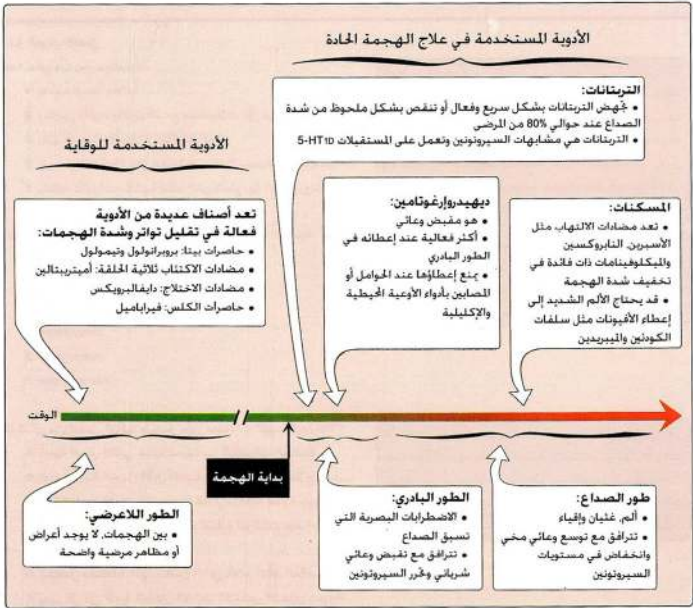 الأدوية المستخدمة في علاج الهجمة الحادة
التربتانات:
• تجهض التربتانات بشكل سريع وفعال أو تنقص بشكل ملحوظ من شدة
الصداع عند حوالي 80% من المرضى
• التربتانات هي مشابهات السيروتونين وتعمل على المستقبلات 5-HT1D
الأدوية المستخدمة للوقاية
تعد أصناف عديدة من الأدوية
فعالة في تقليل تواتر وشدة الهجمات:
• حاصرات بيتا: بروبرانولول وتيمولول
• مضادات الاكتئاب ثلاثية الحلقة: أميتريبتالين
• مضادات الاختلاج: دايفالبرويكس
• حاصرات الكلس: فيراباميل
ديهيدروإرغوتامين:
• هو مقبض وعائي
• أكثر فعالية عند إعطائه في
الطور البادري
• يمنع إعطاؤها عند الحوامل أو
المصابين بأدواء الأوعية المحيطية
والإكليلية
المسكنات:
• تعد مضادات الالتهاب مثل
الأسبرين، النابروكسين
والميكلوفينامات ذات فائدة في
تخفيف شدة الهجمة
• قد يحتاج الألم الشديد إلى
إعطاء الأفيونات مثل سلفات
الكودئين والميبريدين
الوقت
بداية الهجمة
الطور اللاعرضي:
• بين الهجمات، لا يوجد أعراض
أو مظاهر مرضية واضحة
الطور البادري:
• الاضطرابات البصرية التي
تسبق الصداع
• تترافق مع تقبض وعائي
شرياني وتحرر السيروتونين
طور الصداع:
• ألم، غثيان وإقياء
• تترافق مع توسع وعائي مخي
وانخفاض في مستويات
السيروتونين